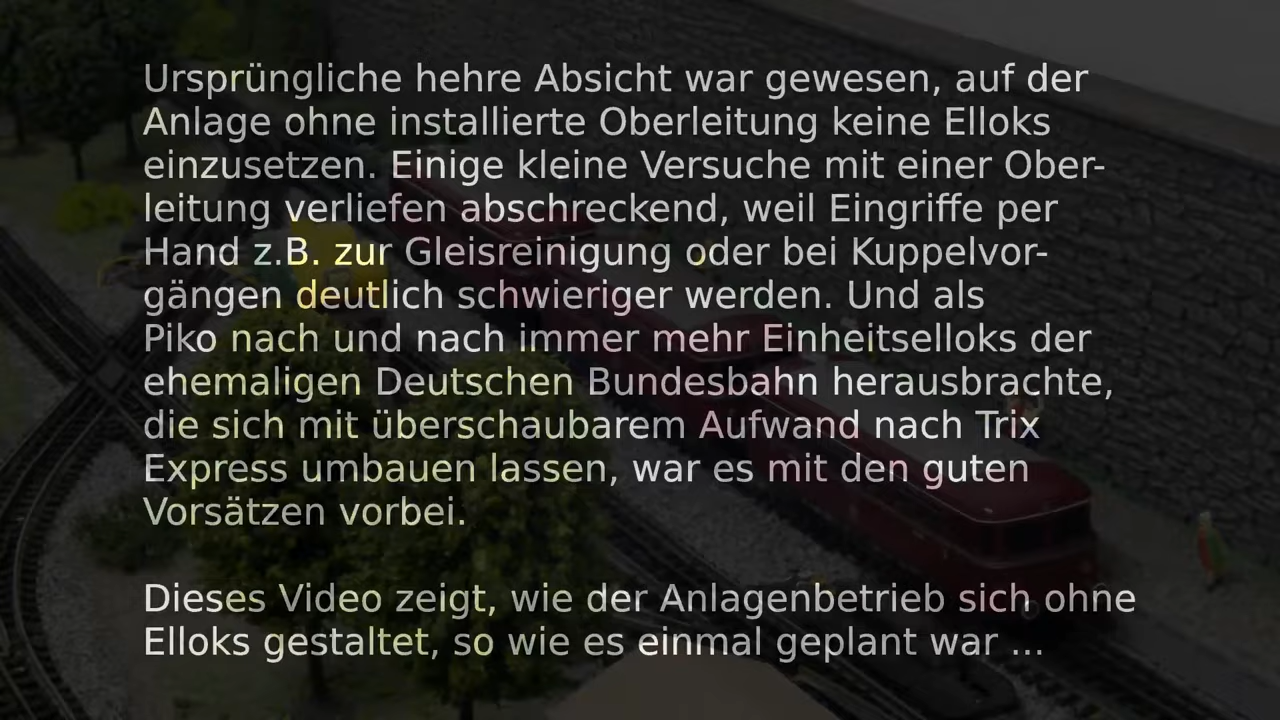 Ursprüngliche hehre Absicht war gewesen, auf der
Anlage ohne installierte Oberleitung keine Elloks
einzusetzen. Einige kleine Versuche mit einer Ober-
leitung verliefen abschreckend, weil Eingriffe per
Hand z.B. zur Gleisreinigung oder bei Kuppelvor-
gängen deutlich schwieriger werden. Und als
Piko nach und nach immer mehr Einheitselloks der
ehemaligen Deutschen Bundesbahn herausbrachte,
die sich mit überschaubarem Aufwand nach Trix
Express umbauen lassen, war es mit den guten
Vorsätzen vorbei.
Dieses Video zeigt, wie der Anlagenbetrieb sich ohne
Elloks gestaltet, so wie es einmal geplant war ...